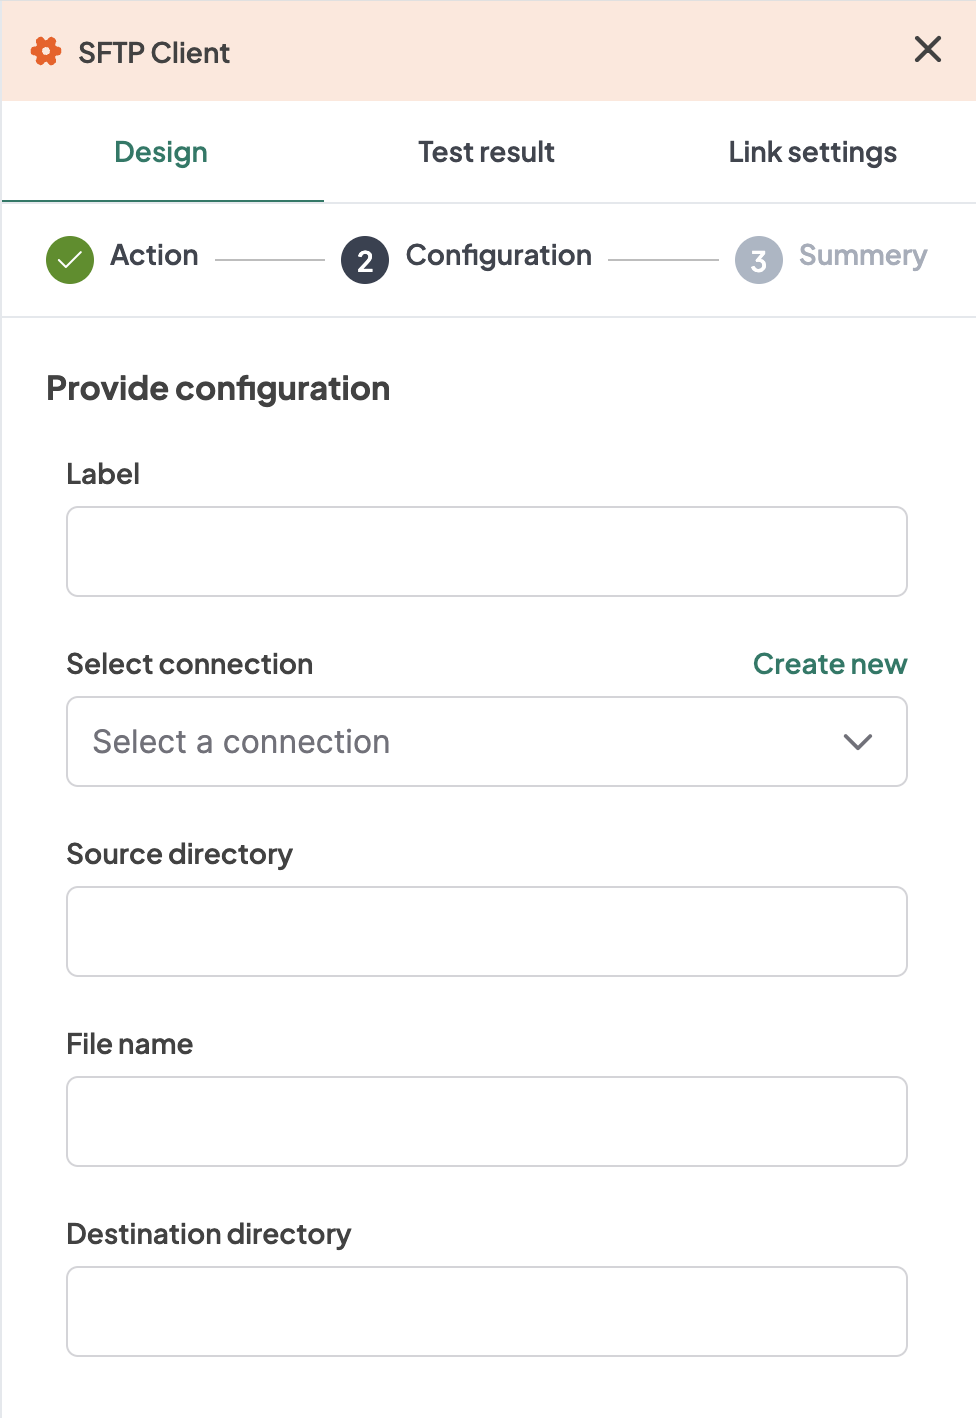 SFTP Client
Design Test result Link settings
Action 2 Configuration 3 Summery
Provide configuration
Label
Select connection Create new
Select a connection
Source directory
File name
Destination directory